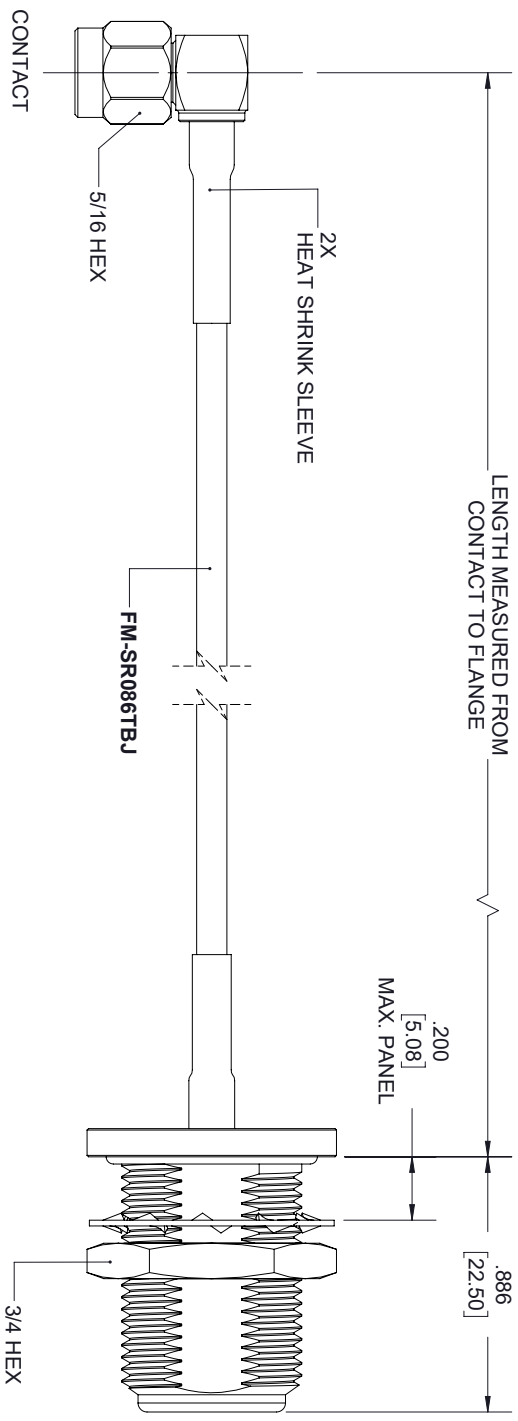 LENGTH MEASURED FROM
CONTACT TO FLANGE
.886
[22.50]
.200
[5.08]
MAX. PANEL
2X
HEAT SHRINK SLEEVE
5/16 HEX
CONTACT
FM-SR086TBJ
3/4 HEX